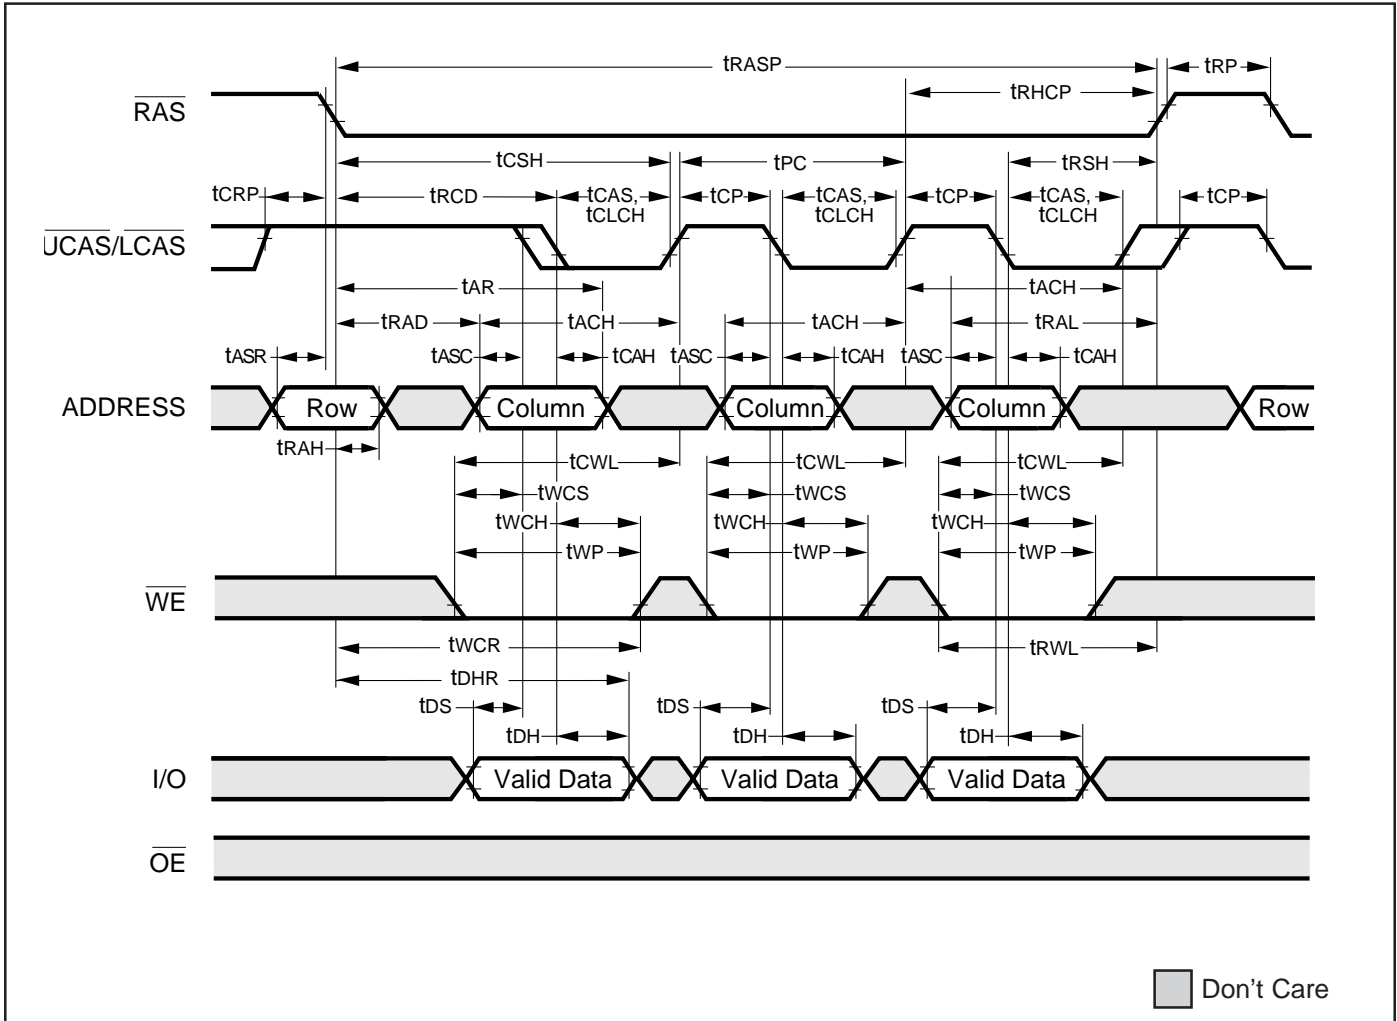 tRASP tRP
RAS tRHCP
tCSH tPC tRSH
tCRP tRCD tCAS, tCP tCAS, tCP tCAS, tCP
tCLCH tCLCH tCLCH
UCAS/LCAS
tAR tACH
tRAD tACH tACH tRAL
tASR tASC tCAH tASC tCAH tASC tCAH
ADDRESS Row Column Column Column Row
tRAH
tCWL tCWL tCWL
tWCS tWCS tWCS
tWCH tWCH tWCH
tWP tWP tWP
WE
tWCR tRWL
tDHR
tDS tDS tDS
tDH tDH tDH
I/O Valid Data Valid Data Valid Data
OE
Don't Care